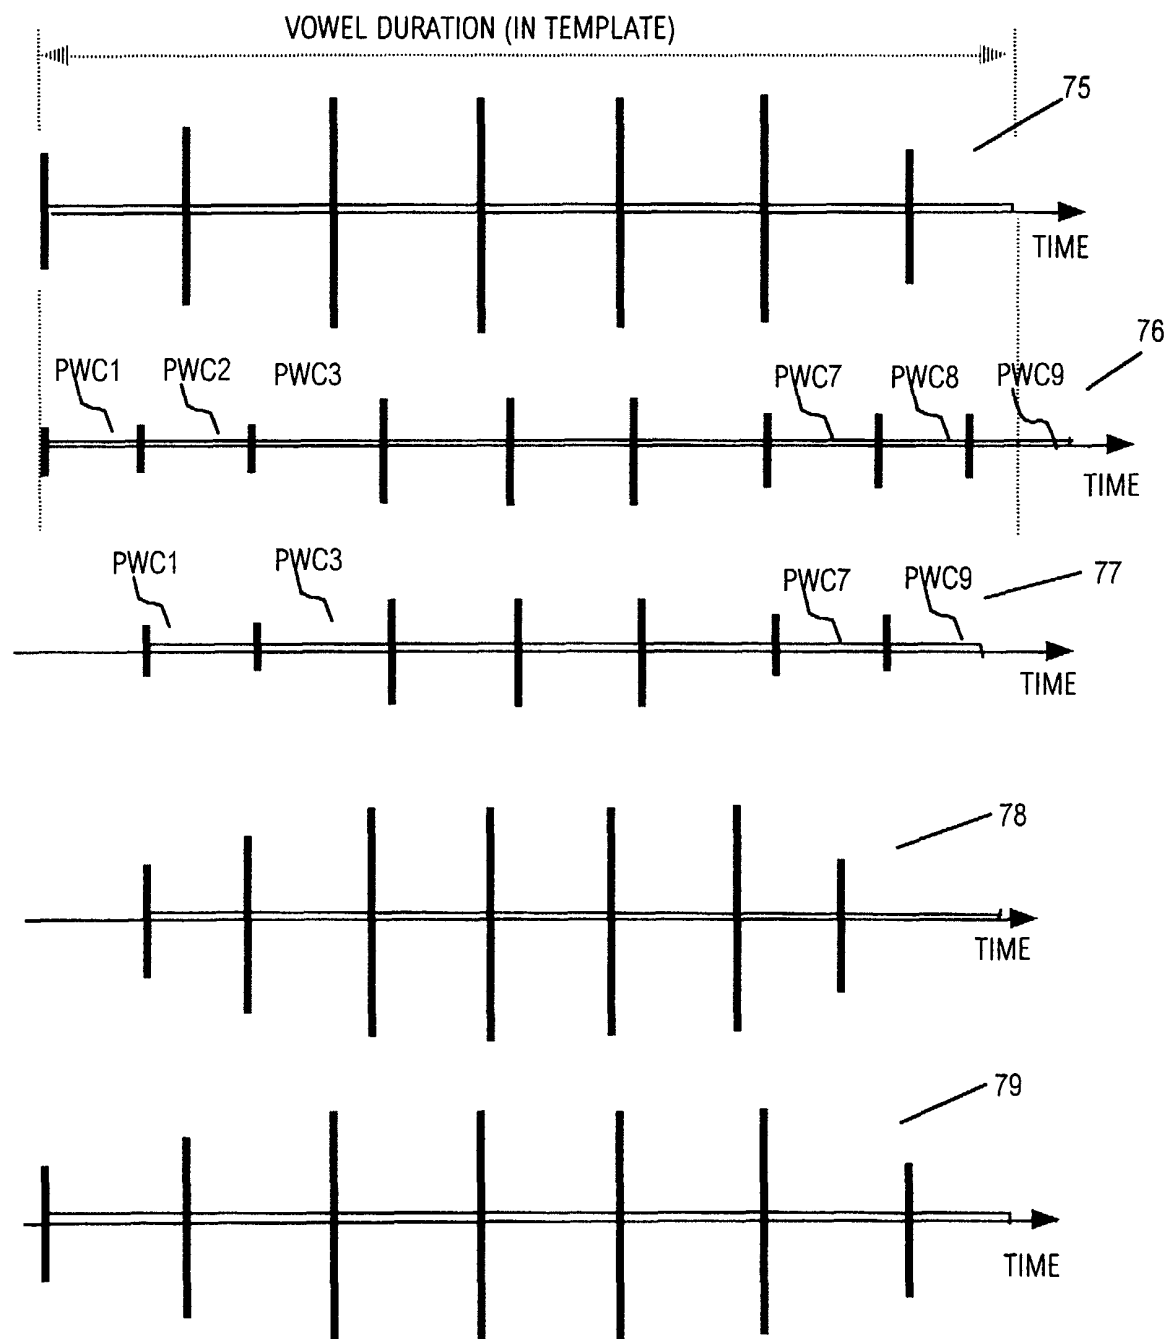 VOWEL DURATION (IN TEMPLATE)
75
TIME
76
PWC1 PWC2 PWC3 PWC7 PWC8 PWC9
TIME
PWC1 PWC3 PWC7 PWC9 77
TIME
78
TIME
79
TIME